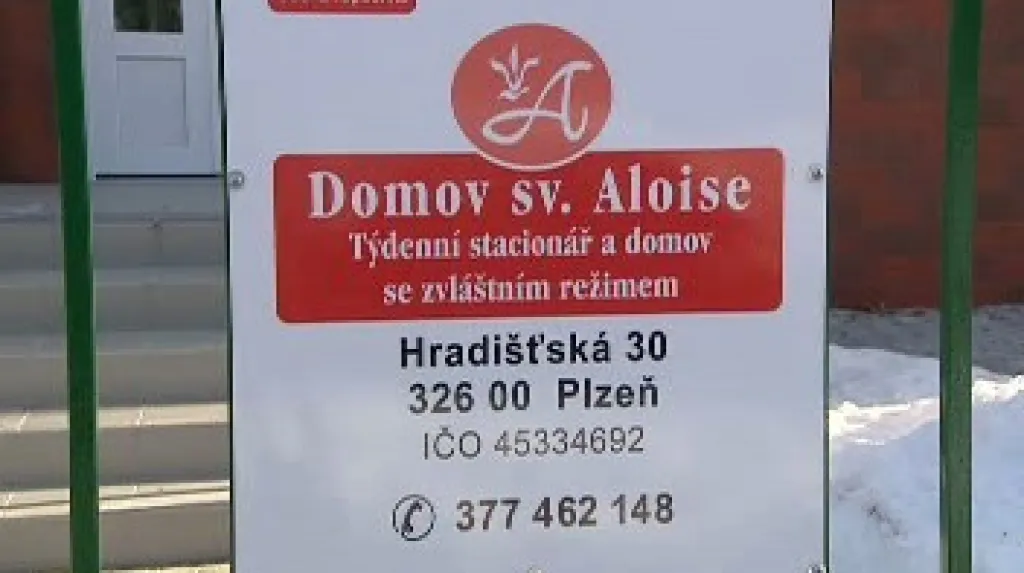 A
Domov sv. Aloise
Týdenní stacionář a domov
se zvláštním režimem
Hradišťská 30
326 00 Plzeň
IČO 45334692
✆ 377 462 148